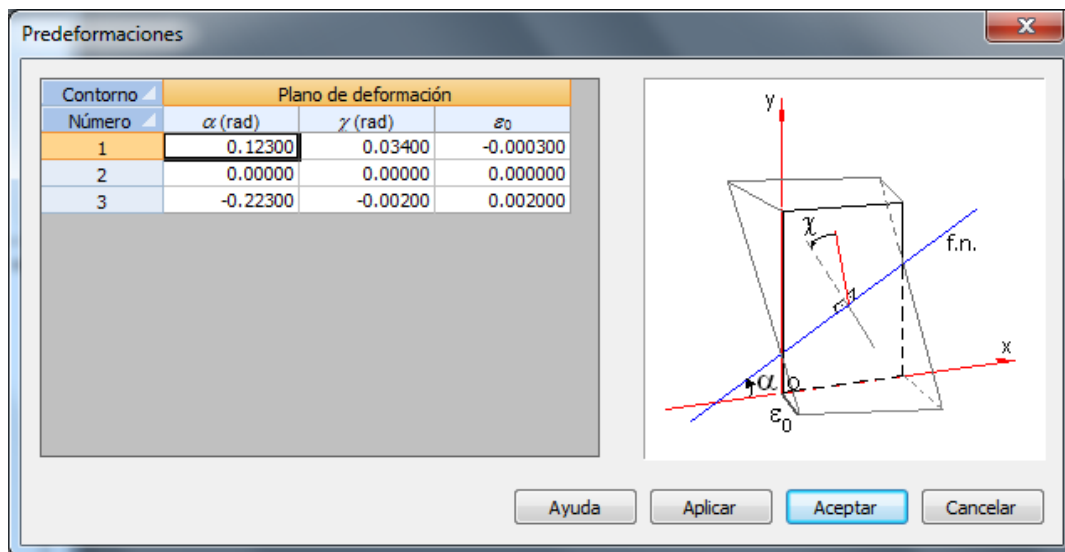 Predeformaciones
Contorno Plano de deformación
Número α (rad) χ (rad) ε0
1 0.12300 0.03400 -0.000300
2 0.00000 0.00000 0.000000
3 -0.22300 -0.00200 0.002000
y
χ
f.n.
x
α o
ε0
Ayuda Aplicar Aceptar Cancelar